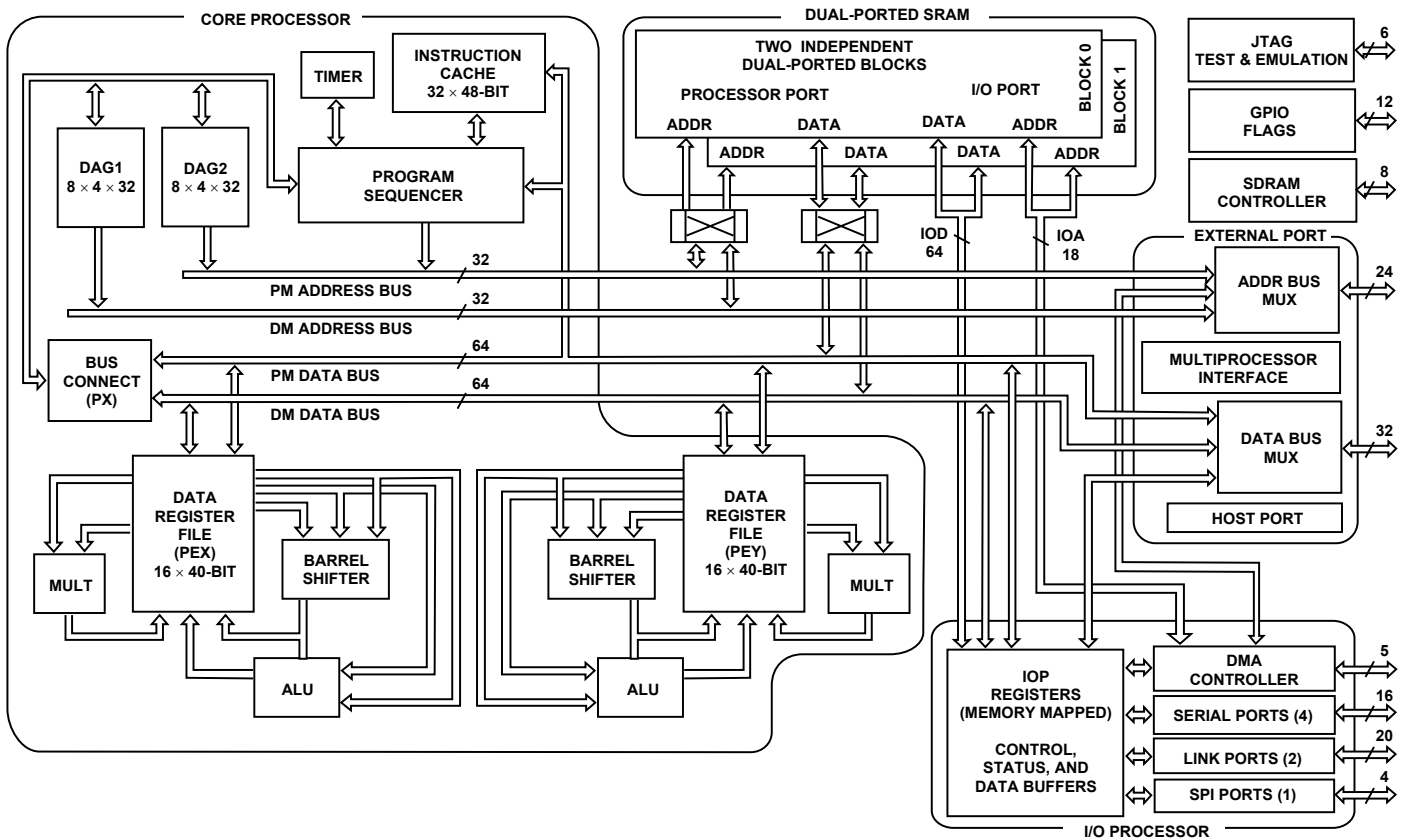 CORE PROCESSOR
TIMER
INSTRUCTION
CACHE
32 × 48-BIT
DAG1
8 × 4 × 32
DAG2
8 × 4 × 32
PROGRAM
SEQUENCER
DUAL-PORTED SRAM
TWO INDEPENDENT
DUAL-PORTED BLOCKS
PROCESSOR PORT
I/O PORT
ADDR
DATA
DATA
ADDR
BLOCK 0
ADDR
DATA
DATA
ADDR
BLOCK 1
JTAG
TEST & EMULATION
6
GPIO
FLAGS
12
SDRAM
CONTROLLER
8
IOD
64
IOA
18
32
PM ADDRESS BUS
32
DM ADDRESS BUS
64
PM DATA BUS
64
DM DATA BUS
BUS
CONNECT
(PX)
EXTERNAL PORT
ADDR BUS
MUX
24
MULTIPROCESSOR
INTERFACE
DATA BUS
MUX
32
HOST PORT
MULT
DATA
REGISTER
FILE
(PEX)
16 × 40-BIT
BARREL
SHIFTER
ALU
BARREL
SHIFTER
DATA
REGISTER
FILE
(PEY)
16 × 40-BIT
MULT
ALU
IOP
REGISTERS
(MEMORY MAPPED)
CONTROL,
STATUS, AND
DATA BUFFERS
DMA
CONTROLLER
5
SERIAL PORTS (4)
16
LINK PORTS (2)
20
SPI PORTS (1)
4
I/O PROCESSOR